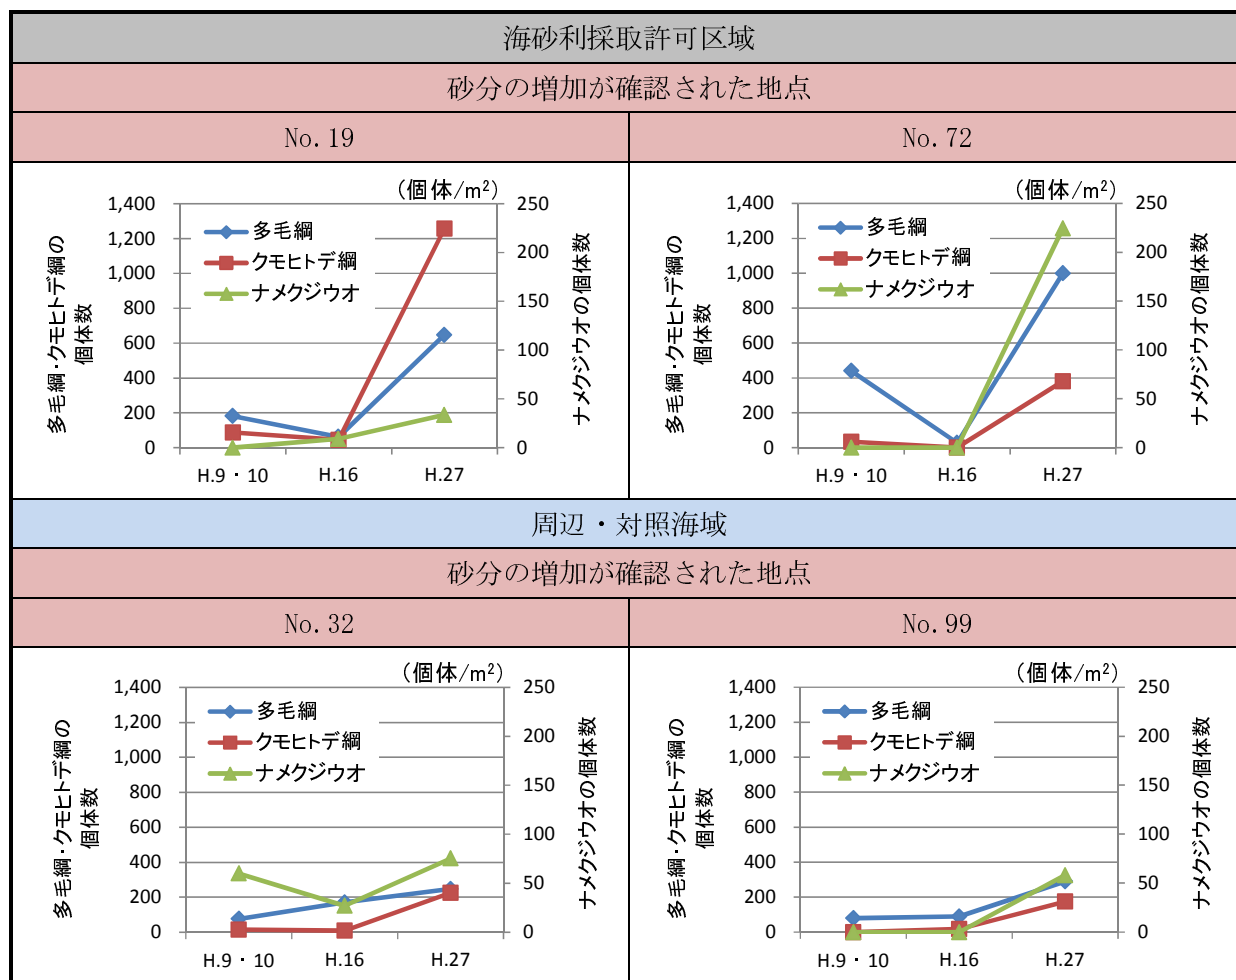 海砂利採取許可区域
砂分の増加が確認された地点
No. 19
No. 72
(個体/m²)
多毛綱・クモヒトデ綱の
個体数
1,400
1,200
1,000
800
600
400
200
0
多毛綱
クモヒトデ綱
ナメクジウオ
250
200
150
100
50
0
ナメクジウオの個体数
H.9・10
H.16
H.27
(個体/m²)
多毛綱・クモヒトデ綱の
個体数
1,400
1,200
1,000
800
600
400
200
0
多毛綱
クモヒトデ綱
ナメクジウオ
250
200
150
100
50
0
ナメクジウオの個体数
H.9・10
H.16
H.27
周辺・対照海域
砂分の増加が確認された地点
No. 32
No. 99
(個体/m²)
多毛綱・クモヒトデ綱の
個体数
1,400
1,200
1,000
800
600
400
200
0
多毛綱
クモヒトデ綱
ナメクジウオ
250
200
150
100
50
0
ナメクジウオの個体数
H.9・10
H.16
H.27
(個体/m²)
多毛綱・クモヒトデ綱の
個体数
1,400
1,200
1,000
800
600
400
200
0
多毛綱
クモヒトデ綱
ナメクジウオ
250
200
150
100
50
0
ナメクジウオの個体数
H.9・10
H.16
H.27